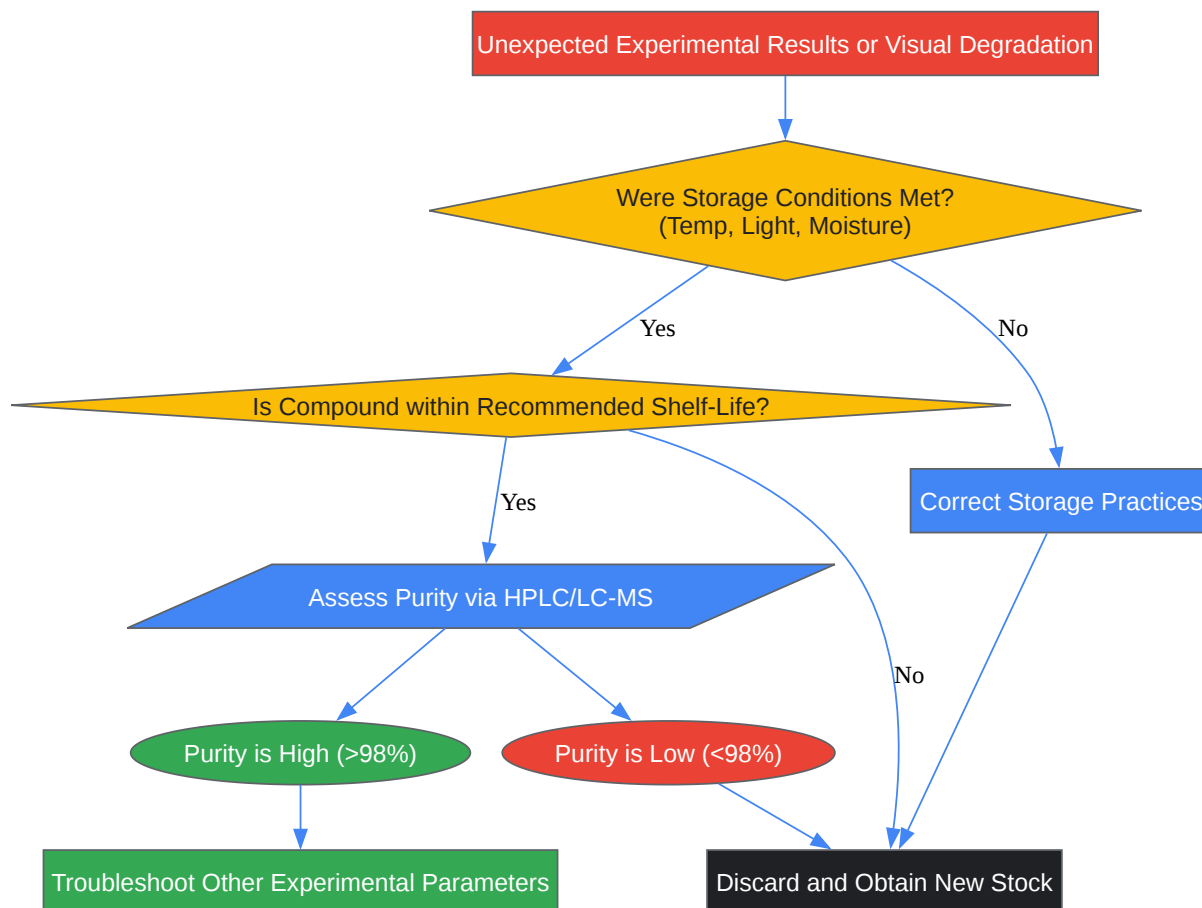 Unexpected Experimental Results or Visual Degradation
Were Storage Conditions Met?
(Temp, Light, Moisture)
Yes
No
Is Compound within Recommended Shelf-Life?
Correct Storage Practices
Yes
Assess Purity via HPLC/LC-MS
No
Purity is High (>98%)
Purity is Low (<98%)
Troubleshoot Other Experimental Parameters
Discard and Obtain New Stock